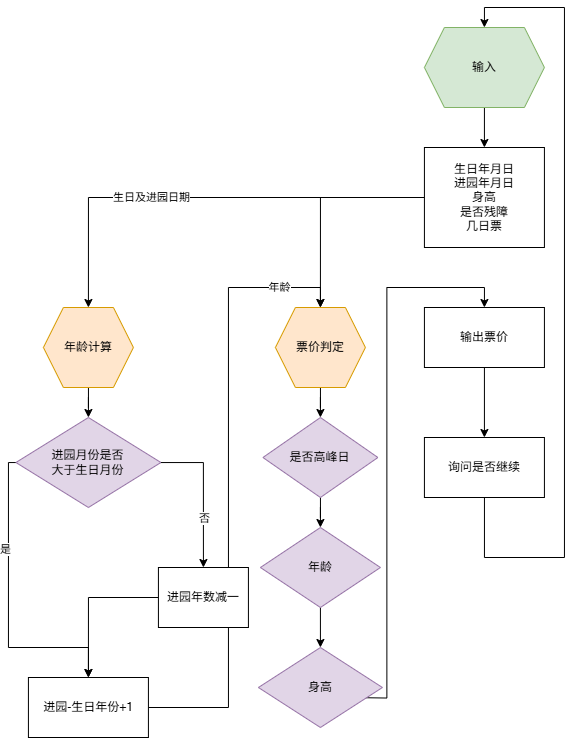 输入
生日年月日
进园年月日
身高
是否残障
几日票
生日及进园日期
年龄
年龄计算
票价判定
输出票价
进园月份是否
大于生日月份
是否高峰日
询问是否继续
否
是
年龄
进园年数减一
身高
进园-生日年份+1